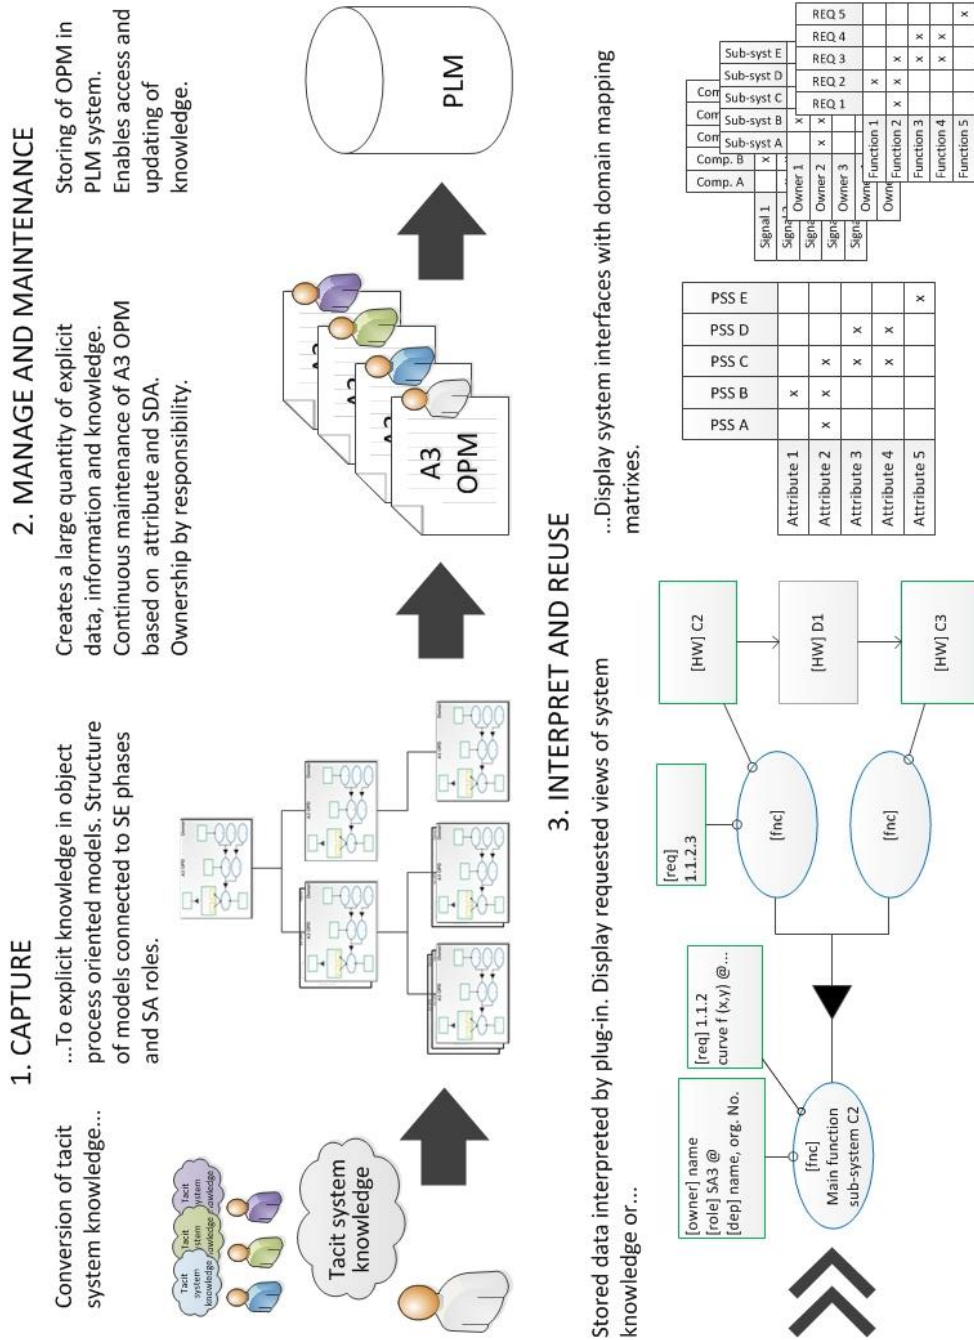 1. CAPTURE
Conversion of tacit
system knowledge...
Tacit
system
knowledge
Tacit
Tacit
Tacit system
knowledge
...To explicit knowledge in object
process oriented models. Structure
of models connected to SE phases
and SA roles.
2. MANAGE AND MAINTENANCE
Creates a large quantity of explicit
data, information and knowledge.
Continuous maintenance of A3 OPM
based on attribute and SDA.
Ownership by responsibility.
A3
OPM
Storing of OPM in
PLM system.
Enables access and
updating of
knowledge.
PLM
3. INTERPRET AND REUSE
Stored data interpreted by plug-in. Display requested views of system
knowledge or...
[owner] name
[role] SA3 @
[dep] name, org. No.
[req] 1.1.2
curve f (x,y) @...
[fnc]
Main function
sub-system C2
[req]
1.1.2.3
[fnc]
[fnc]
[HW] C2
[HW] D1
[HW] C3
...Display system interfaces with domain mapping
matrixes.
PSS A PSS B PSS C PSS D PSS E
Attribute 1 x
Attribute 2 x x x
Attribute 3 x x
Attribute 4 x x
Attribute 5 x
Comp. A Comp. B
Signal 1 x
Sub-syst A Sub-syst B Sub-syst C Sub-syst D Sub-syst E
Owner 1 x
Owner 2 x x
Owner 3
REQ 1 REQ 2 REQ 3 REQ 4 REQ 5
Function 1 x
Function 2 x x x
Function 3 x x
Function 4 x x
Function 5 x